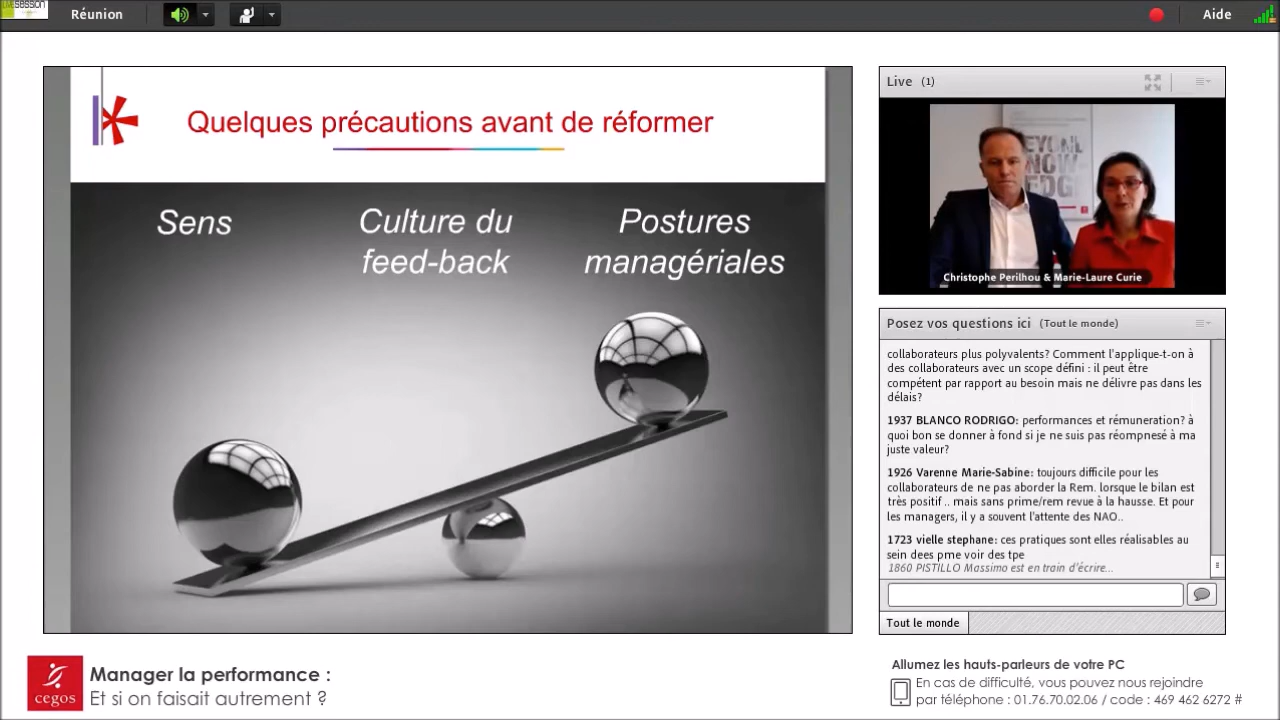 SESSION
Réunion
Aide
Quelques précautions avant de réformer
Sens
Culture du
feed-back
Postures
managériales
Live (1)
BEYOND
KNOW-
EDGE
Christophe Perilhou & Marie-Laure Curie
Posez vos questions ici (Tout le monde)
collaborateurs plus polyvalents? Comment l'applique-t-on à
des collaborateurs avec un scope défini : il peut être
compétent par rapport au besoin mais ne délivre pas dans les
délais?
1937 BLANCO RODRIGO: performances et rémuneration? à
quoi bon se donner à fond si je ne suis pas réompnesé à ma
juste valeur?
1926 Varenne Marie-Sabine: toujours difficile pour les
collaborateurs de ne pas aborder la Rem. lorsque le bilan est
très positif .. mais sans prime/rem revue à la hausse. Et pour
les managers, il y a souvent l'attente des NAO..
1723 vielle stephane: ces pratiques sont elles réalisables au
sein dees pme voir des tpe
1860 PISTILLO Massimo est en train d'écrire...
Tout le monde
cegos
Manager la performance :
Et si on faisait autrement ?
Allumez les hauts-parleurs de votre PC
En cas de difficulté, vous pouvez nous rejoindre
par téléphone : 01.76.70.02.06 / code : 469 462 6272 #